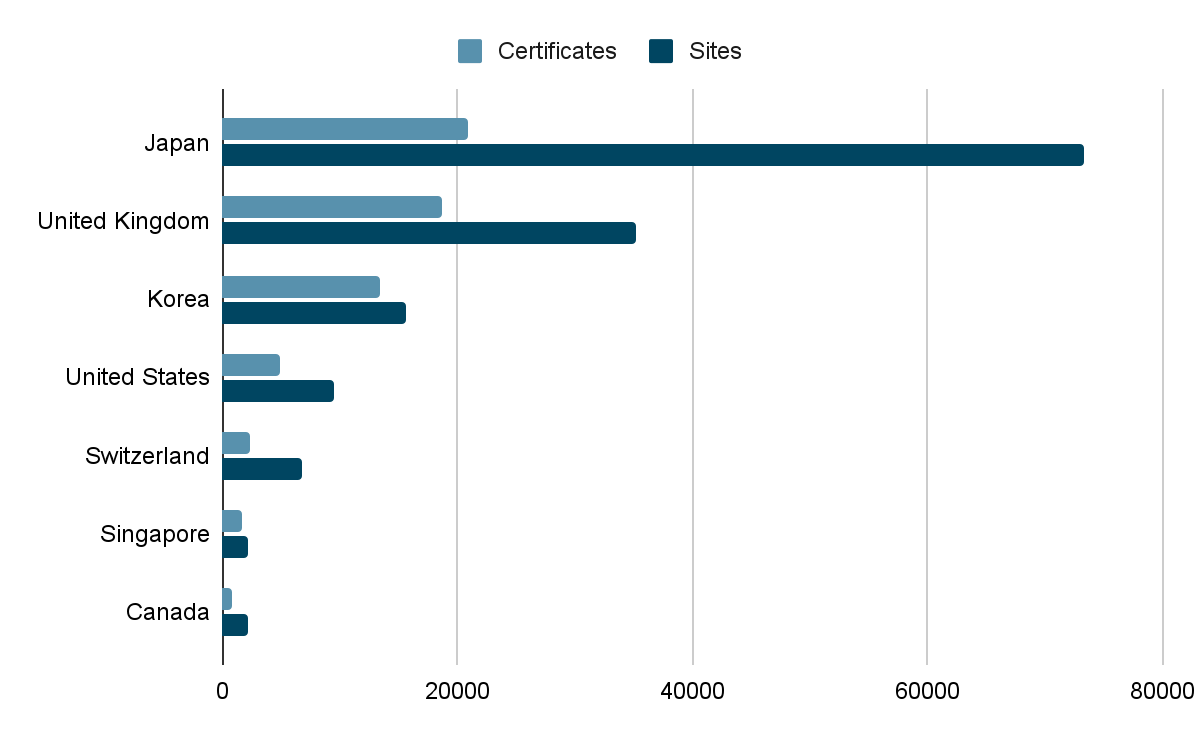 Certificates Sites
Japan
United Kingdom
Korea
United States
Switzerland
Singapore
Canada
0 20000 40000 60000 80000